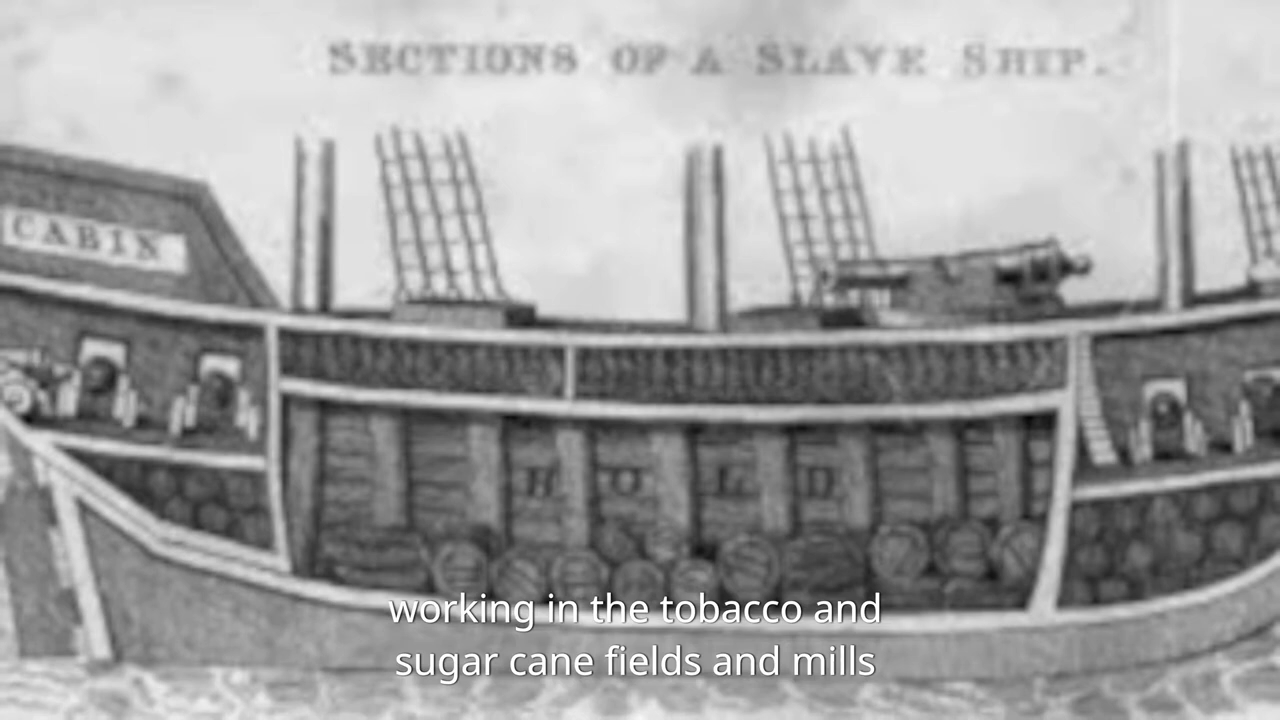 SECTIONS OF A SLAVE SHIP.
CABIN
HOLD
working in the tobacco and
sugar cane fields and mills